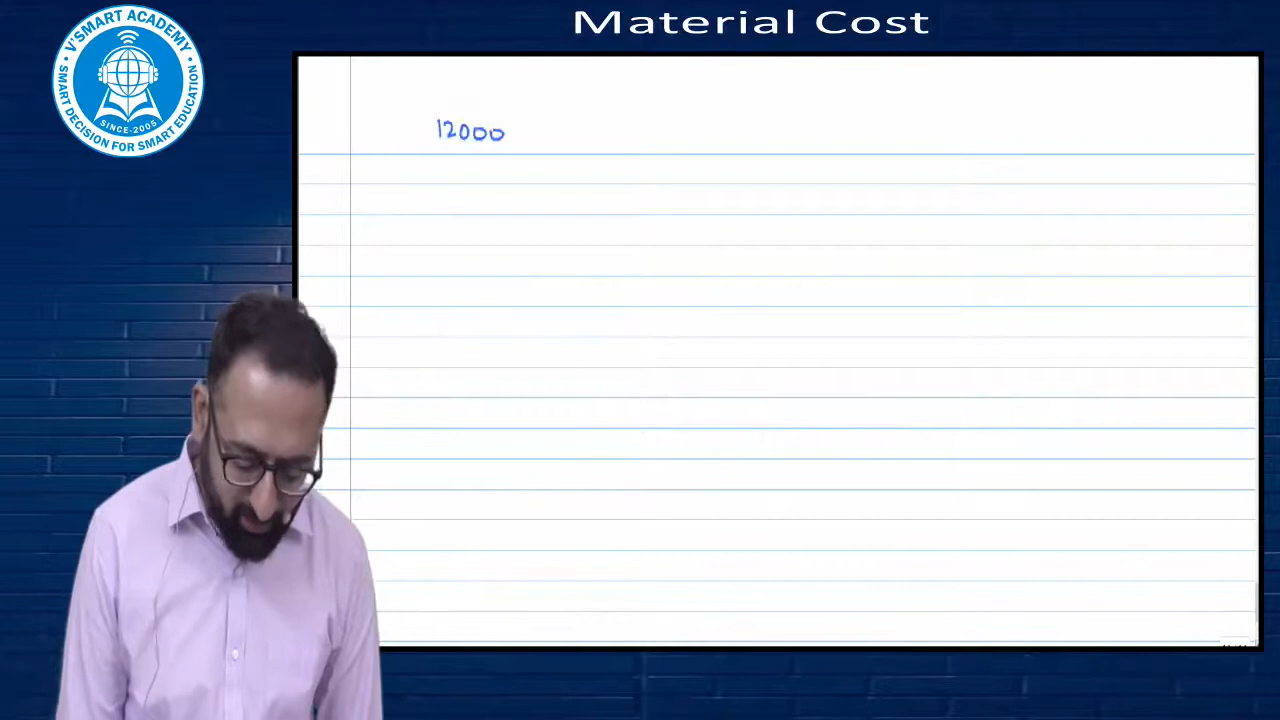 Material Cost
V'SMART ACADEMY
SINCE-2005
SMART DECISION FOR SMART EDUCATION
12000